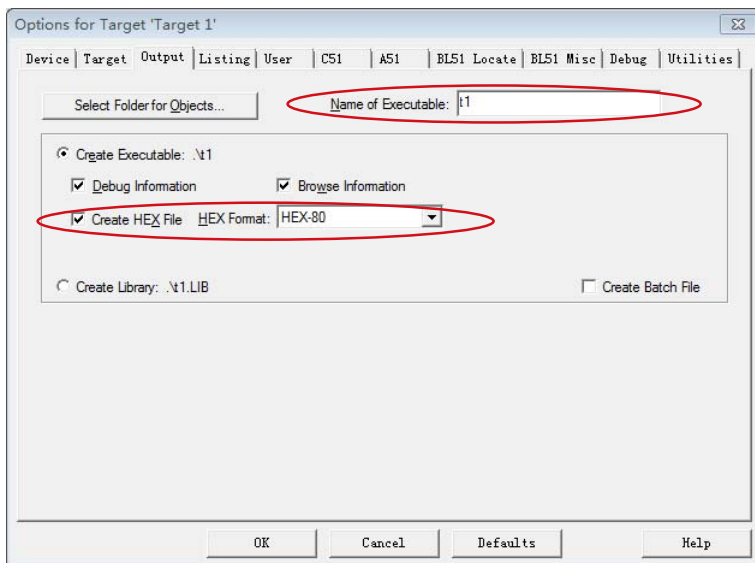 Options for Target 'Target 1'
Device Target Output Listing User C51 A51 BL51 Locate BL51 Misc Debug Utilities
Select Folder for Objects... Name of Executable: t1
Create Executable: .\t1
Debug Information Browse Information
Create HEX File HEX Format: HEX-80
Create Library: .\t1.LIB Create Batch File
OK Cancel Defaults Help